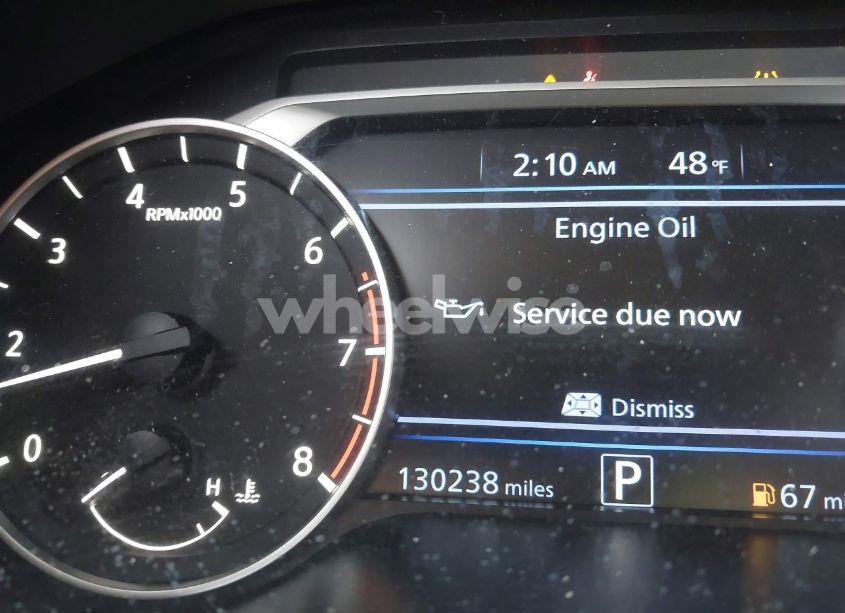 2:10 AM 48°F
5
4
RPMx1000
6
3
Engine Oil
wheelwise
Service due now
2
7
Dismiss
0
8
H
130238 miles
P
67 mi